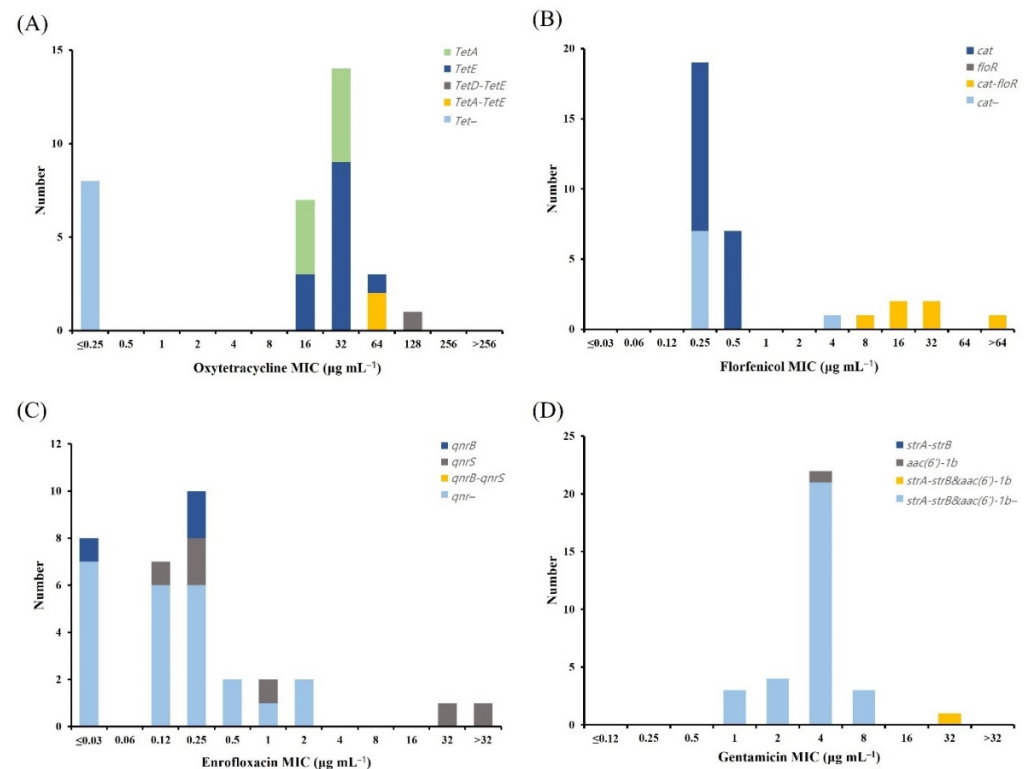 (A)
TetA
TetE
TetD-TetE
TetA-TetE
Tet–
15
10
5
0
Number
≤0.25 0.5 1 2 4 8 16 32 64 128 256 >256
Oxytetracycline MIC (µg mL⁻¹)
(B)
cat
floR
cat-floR
cat–
20
15
10
5
0
Number
≤0.03 0.06 0.12 0.25 0.5 1 2 4 8 16 32 64 >64
Florfenicol MIC (µg mL⁻¹)
(C)
qnrB
qnrS
qnrB-qnrS
qnr–
12
10
8
6
4
2
0
Number
≤0.03 0.06 0.12 0.25 0.5 1 2 4 8 16 32 >32
Enrofloxacin MIC (µg mL⁻¹)
(D)
strA-strB
aac(6')-1b
strA-strB&aac(6')-1b
strA-strB&aac(6')-1b–
25
20
15
10
5
0
Number
≤0.12 0.25 0.5 1 2 4 8 16 32 >32
Gentamicin MIC (µg mL⁻¹)